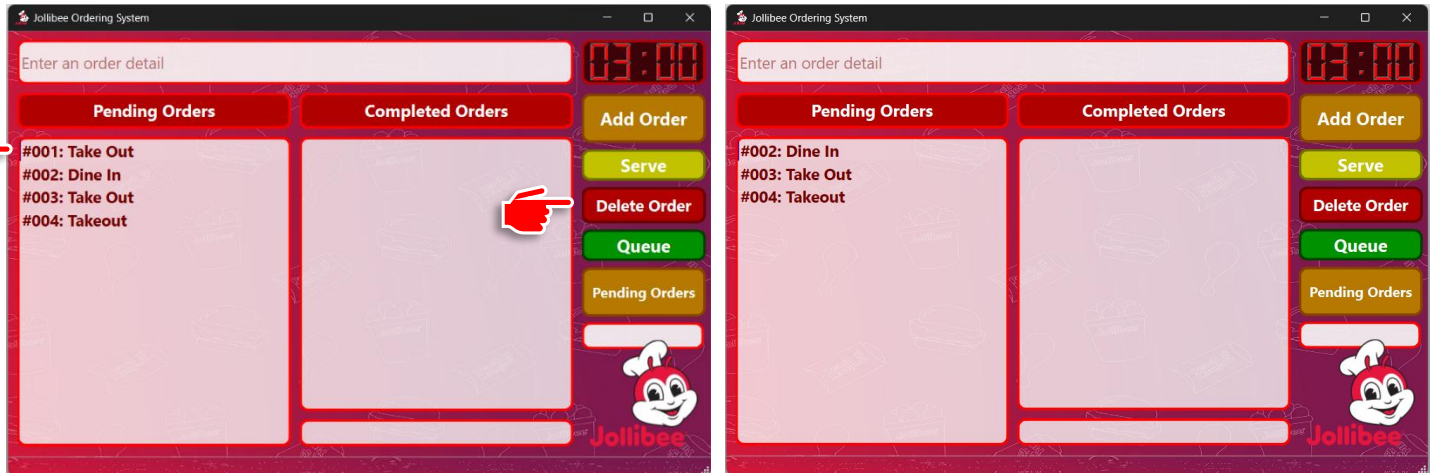 Jollibee Ordering System
Enter an order detail
03:00
Pending Orders
Completed Orders
Add Order
#001: Take Out
#002: Dine In
#003: Take Out
#004: Takeout
Serve
Delete Order
Queue
Pending Orders
Jollibee
Jollibee Ordering System
Enter an order detail
03:00
Pending Orders
Completed Orders
Add Order
#002: Dine In
#003: Take Out
#004: Takeout
Serve
Delete Order
Queue
Pending Orders
Jollibee